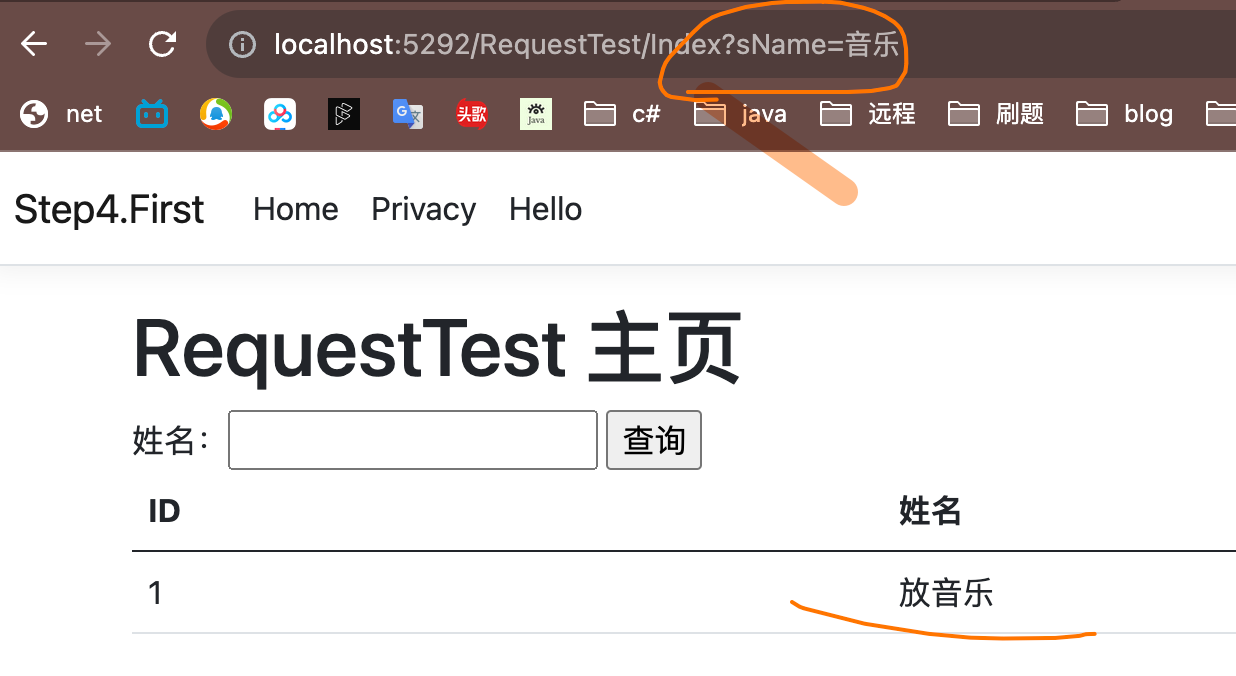 localhost:5292/RequestTest/Index?sName=音乐
net 头歌 Java c# java 远程 刷题 blog
Step4.First Home Privacy Hello
RequestTest 主页
姓名： 查询
ID 姓名
1 放音乐